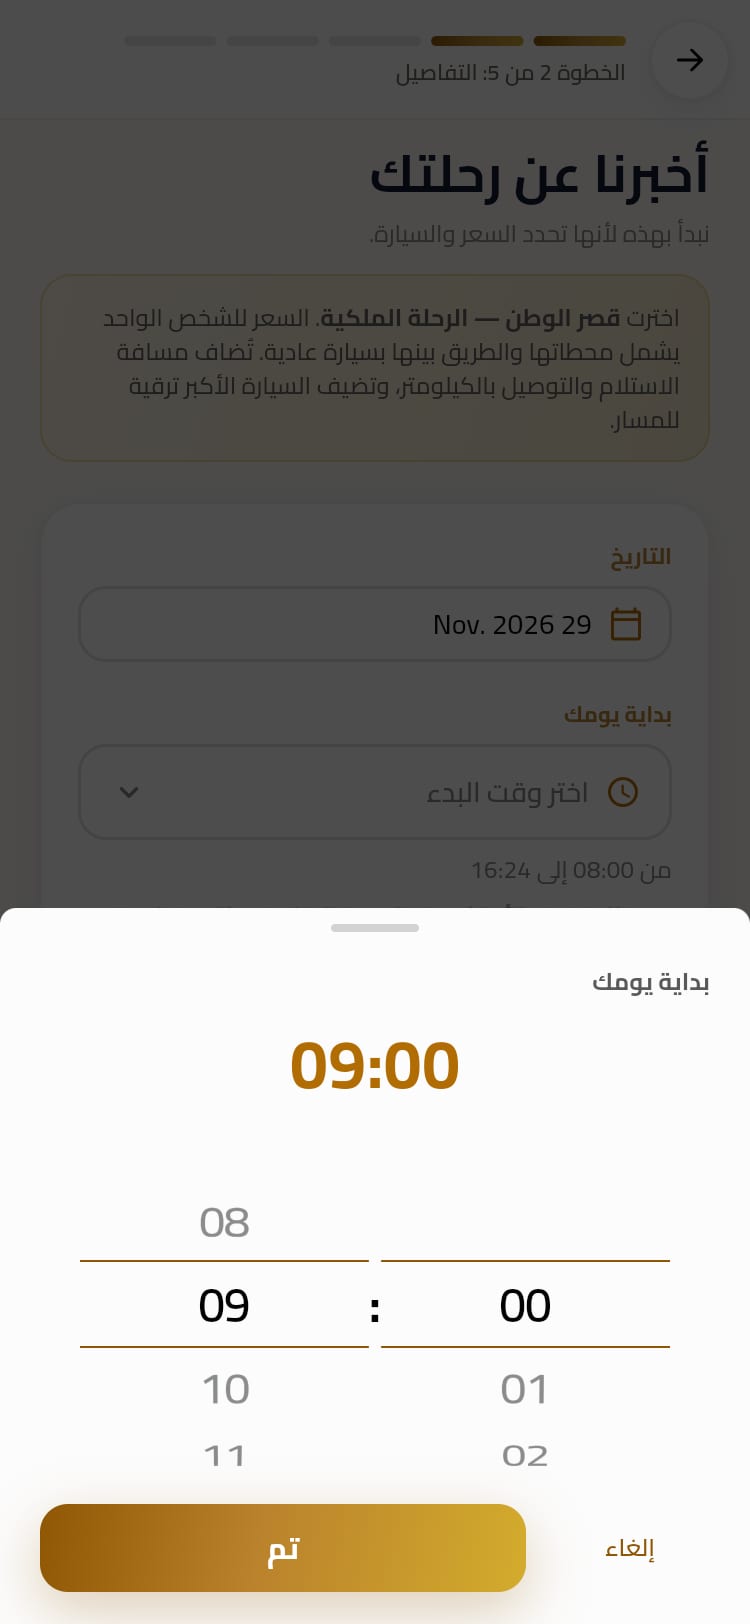 الخطوة 2 من 5: التفاصيل
أخبرنا عن رحلتك
نبدأ بهذه لأنها تحدد السعر والسيارة.
اخترت قصر الوطن — الرحلة الملكية. السعر للشخص الواحد
يشمل محطاتها والطريق بينها بسيارة عادية. تُضاف مسافة
الاستلام والتوصيل بالكيلومتر، وتضيف السيارة الأكبر ترقية
للمسار.
التاريخ
29 Nov. 2026
بداية يومك
اختر وقت البدء
من 08:00 إلى 16:24
بداية يومك
09:00
08
09 : 00
10 01
11 02
تم
إلغاء